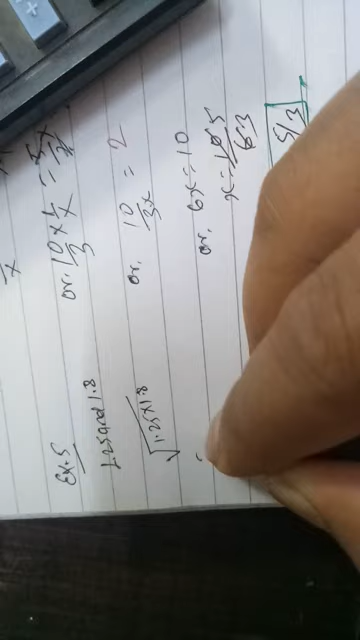 or, 10/3 × 1/x = 1/x × x/2
or, 10/3x = 2
or, 6x = 10
x = 10 5/6 3
5/3
Ex. 5
1.25 and 1.8
√1.25×1.8